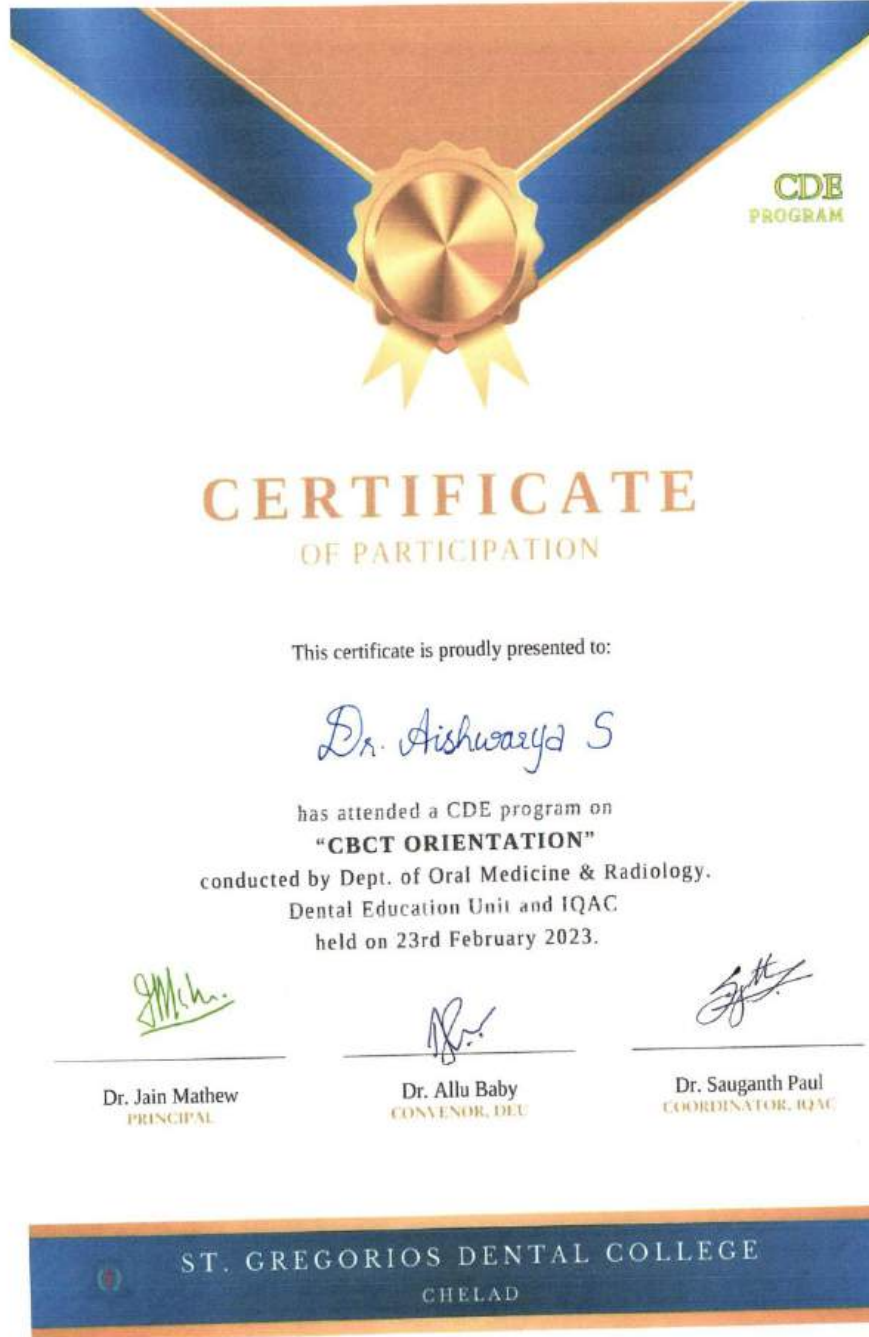 CDE
PROGRAM
CERTIFICATE
OF PARTICIPATION
This certificate is proudly presented to:
Dr. Aishwarya S
has attended a CDE program on
“CBCT ORIENTATION”
conducted by Dept. of Oral Medicine & Radiology.
Dental Education Unit and IQAC
held on 23rd February 2023.
Dr. Jain Mathew
PRINCIPAL
Dr. Allu Baby
CONVENOR, DEU
Dr. Sauganth Paul
COORDINATOR, IQAC
ST. GREGORIOS DENTAL COLLEGE
CHELAD